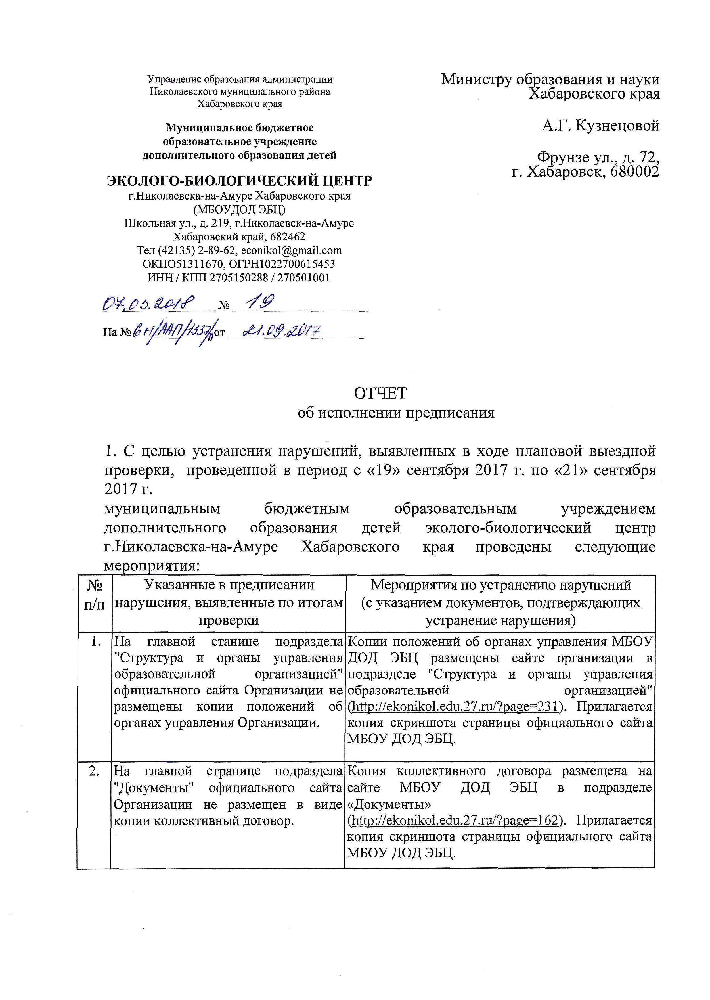 Управление образования администрации
Николаевского муниципального района
Хабаровского края
Муниципальное бюджетное
образовательное учреждение
дополнительного образования детей
ЭКОЛОГО-БИОЛОГИЧЕСКИЙ ЦЕНТР
г.Николаевска-на-Амуре Хабаровского края
(МБОУДОД ЭБЦ)
Школьная ул., д. 219, г.Николаевск-на-Амуре
Хабаровский край, 682462
Тел (42135) 2-89-62, econikol@gmail.com
ОКПО51311670, ОГРН1022700615453
ИНН / КПП 2705150288 / 270501001
07.03.2018 № 19
На № от 21.09.2017
Министру образования и науки
Хабаровского края
А.Г. Кузнецовой
Фрунзе ул., д. 72,
г. Хабаровск, 680002
ОТЧЕТ
об исполнении предписания
1. С целью устранения нарушений, выявленных в ходе плановой выездной
проверки, проведенной в период с «19» сентября 2017 г. по «21» сентября
2017 г.
муниципальным бюджетным образовательным учреждением
дополнительного образования детей эколого-биологический центр
г.Николаевска-на-Амуре Хабаровского края проведены следующие
мероприятия:
№
п/п
Указанные в предписании
нарушения, выявленные по итогам
проверки
Мероприятия по устранению нарушений
(с указанием документов, подтверждающих
устранение нарушения)
1.
На главной станице подраздела
"Структура и органы управления
образовательной организацией"
официального сайта Организации не
размещены копии положений об
органах управления Организации.
Копии положений об органах управления МБОУ
ДОД ЭБЦ размещены сайте организации в
подразделе "Структура и органы управления
образовательной организацией"
(http://ekonikol.edu.27.ru/?page=231). Прилагается
копия скриншота страницы официального сайта
МБОУ ДОД ЭБЦ.
2.
На главной странице подраздела
"Документы" официального сайта
Организации не размещен в виде
копии коллективный договор.
Копия коллективного договора размещена на
сайте МБОУ ДОД ЭБЦ в подразделе
«Документы»
(http://ekonikol.edu.27.ru/?page=162). Прилагается
копия скриншота страницы официального сайта
МБОУ ДОД ЭБЦ.